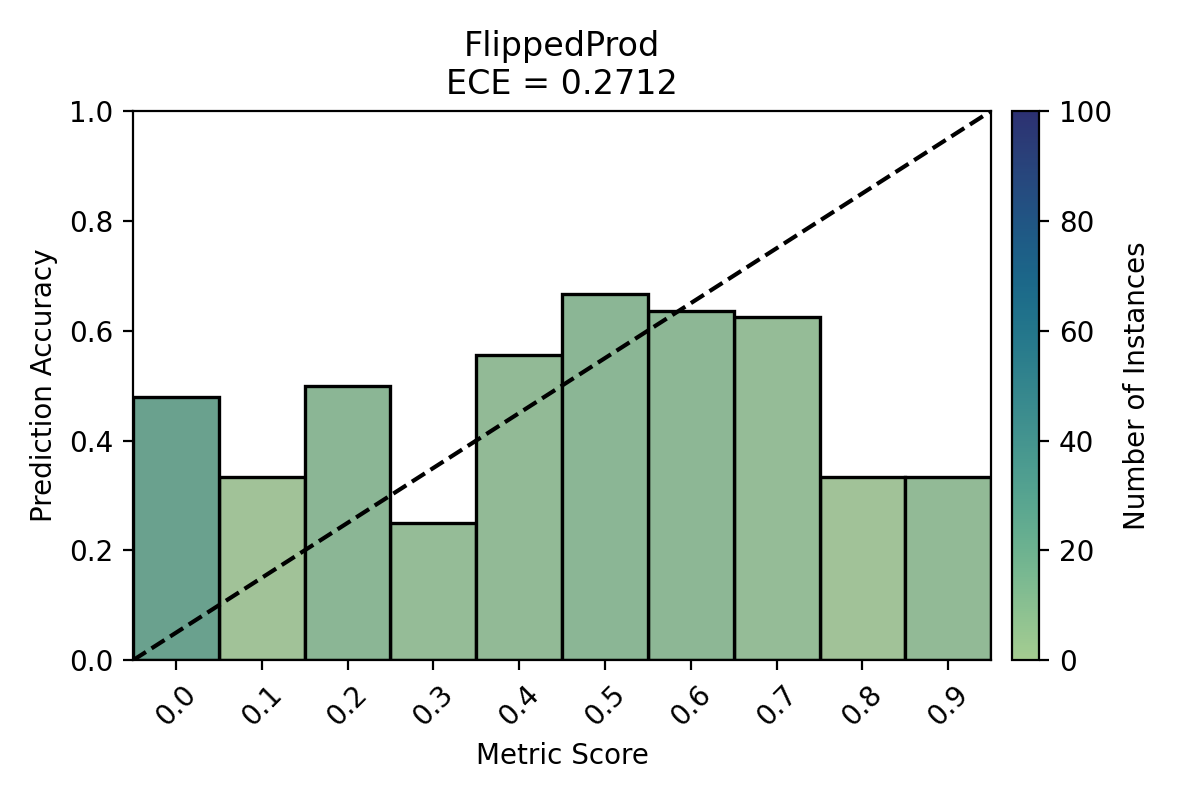 FlippedProd
ECE = 0.2712
1.0
0.8
0.6
0.4
0.2
0.0
Prediction Accuracy
0.0 0.1 0.2 0.3 0.4 0.5 0.6 0.7 0.8 0.9
Metric Score
100
80
60
40
20
0
Number of Instances